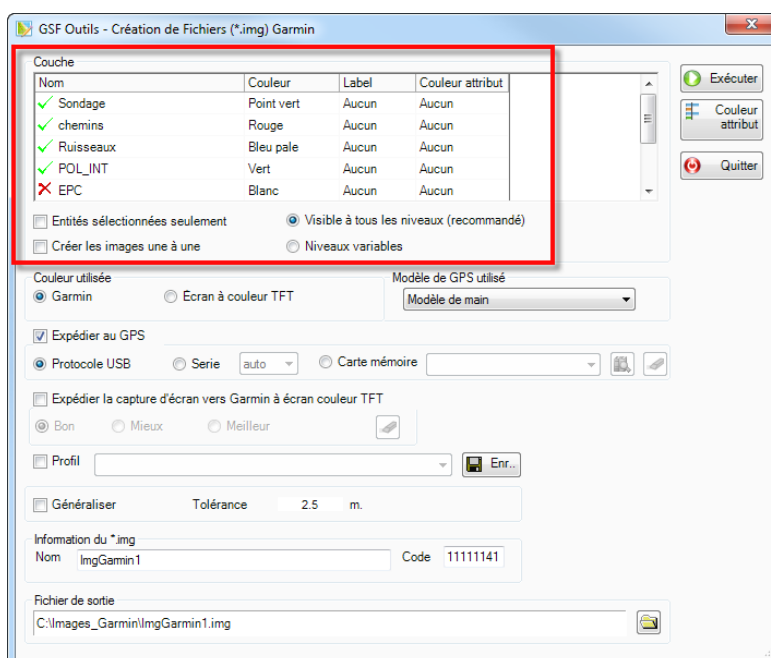 GSF Outils - Création de Fichiers (*.img) Garmin
Couche
Nom Couleur Label Couleur attribut
Sondage Point vert Aucun Aucun
chemins Rouge Aucun Aucun
Ruisseaux Bleu pale Aucun Aucun
POL_INT Vert Aucun Aucun
EPC Blanc Aucun Aucun
Entités sélectionnées seulement Visible à tous les niveaux (recommandé)
Créer les images une à une Niveaux variables
Exécuter
Couleur
attribut
Quitter
Couleur utilisée Modèle de GPS utilisé
Garmin Écran à couleur TFT Modèle de main
Expédier au GPS
Protocole USB Serie auto Carte mémoire
Expédier la capture d'écran vers Garmin à écran couleur TFT
Bon Mieux Meilleur
Profil Enr..
Généraliser Tolérance 2.5 m.
Information du *.img
Nom ImgGarmin1 Code 11111141
Fichier de sortie
C:\Images_Garmin\ImgGarmin1.img